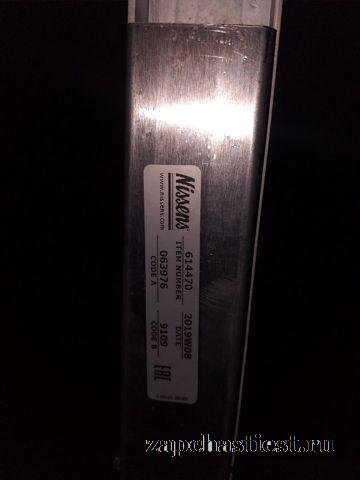 Nissens
www.nissens.com
614470
ITEM NUMBER
2019W08
DATE
063976
CODE A
9109
CODE B
EAC
zapchastiest.ru